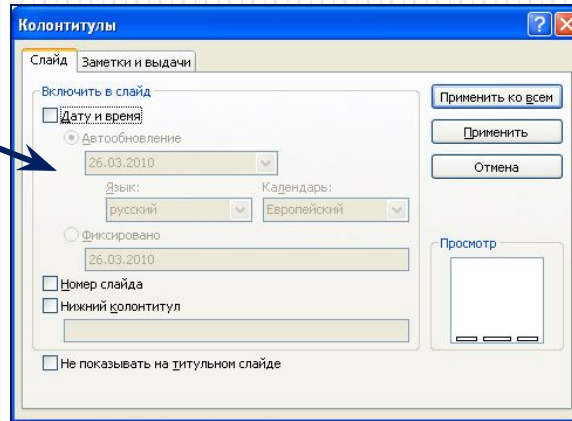 Колонтитулы
Слайд Заметки и выдачи
Включить в слайд
Дату и время
Автообновление
26.03.2010
Язык: Календарь:
русский Европейский
Фиксировано
26.03.2010
Номер слайда
Нижний колонтитул
Не показывать на титульном слайде
Применить ко всем
Применить
Отмена
Просмотр